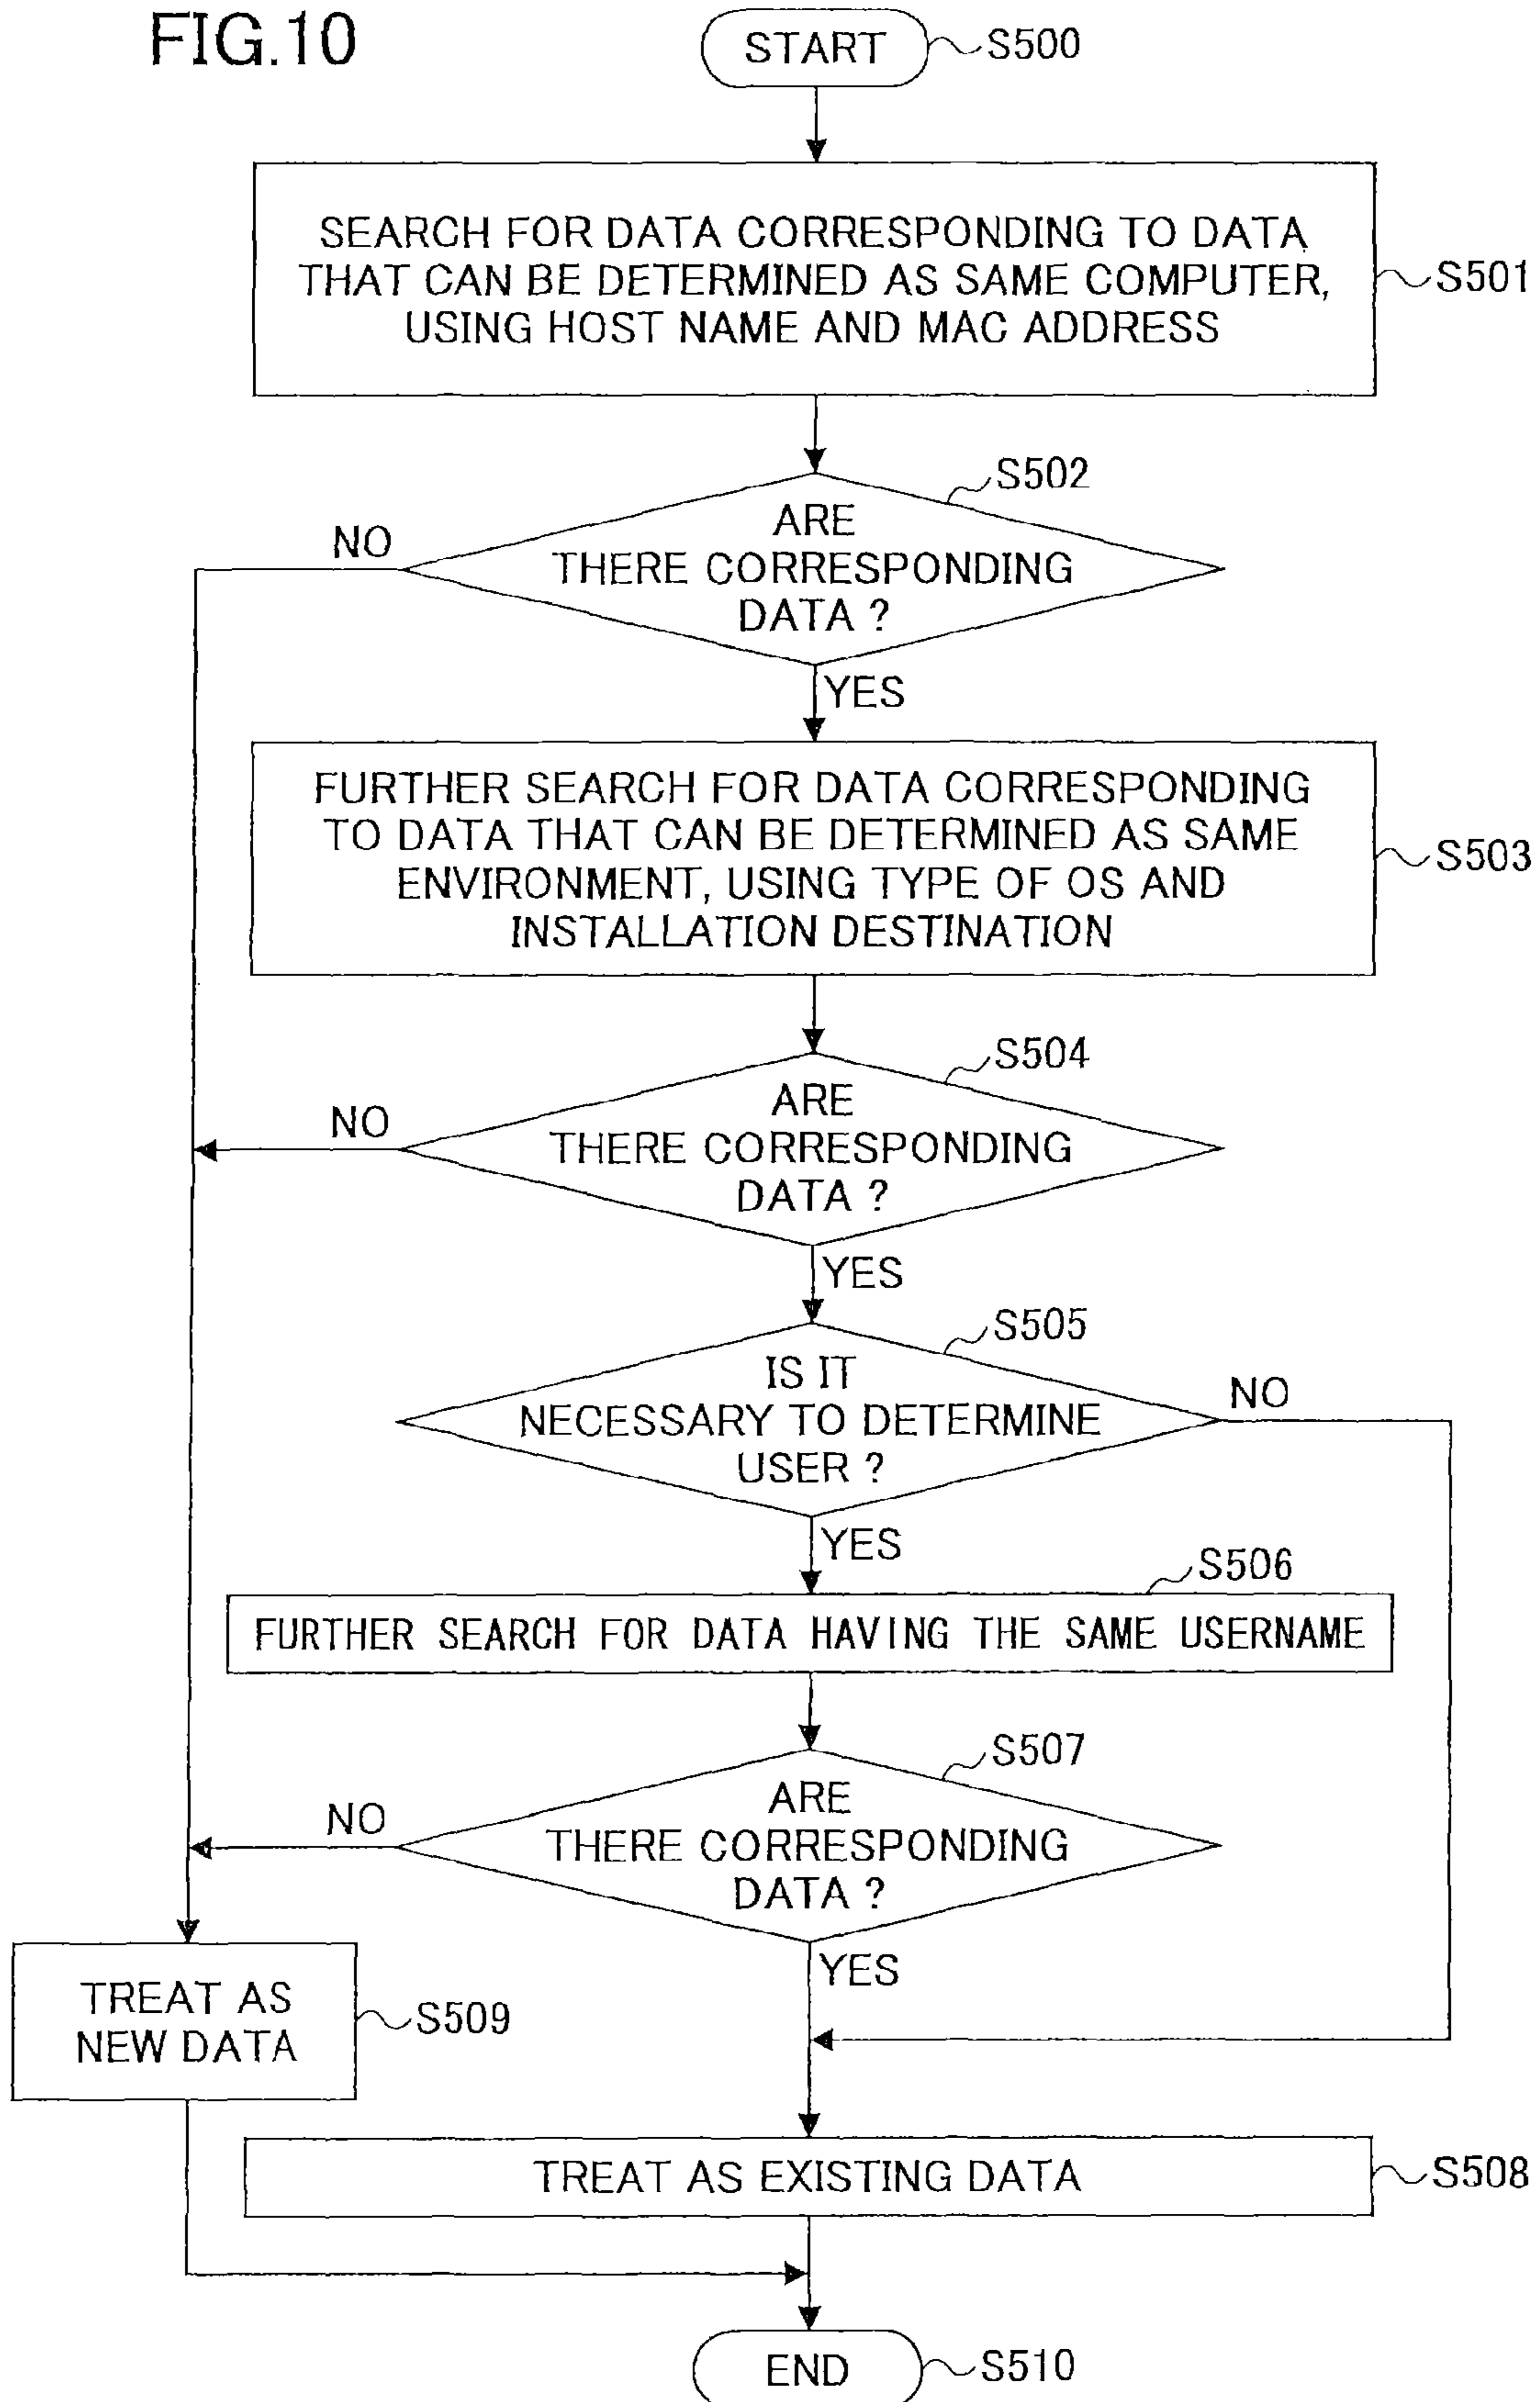 FIG.10
START
S500
SEARCH FOR DATA CORRESPONDING TO DATA
THAT CAN BE DETERMINED AS SAME COMPUTER,
USING HOST NAME AND MAC ADDRESS
S501
S502
ARE
THERE CORRESPONDING
DATA ?
NO
YES
FURTHER SEARCH FOR DATA CORRESPONDING
TO DATA THAT CAN BE DETERMINED AS SAME
ENVIRONMENT, USING TYPE OF OS AND
INSTALLATION DESTINATION
S503
S504
ARE
THERE CORRESPONDING
DATA ?
NO
YES
S505
IS IT
NECESSARY TO DETERMINE
USER ?
NO
YES
S506
FURTHER SEARCH FOR DATA HAVING THE SAME USERNAME
S507
ARE
THERE CORRESPONDING
DATA ?
NO
YES
TREAT AS
NEW DATA
S509
TREAT AS EXISTING DATA
S508
END
S510